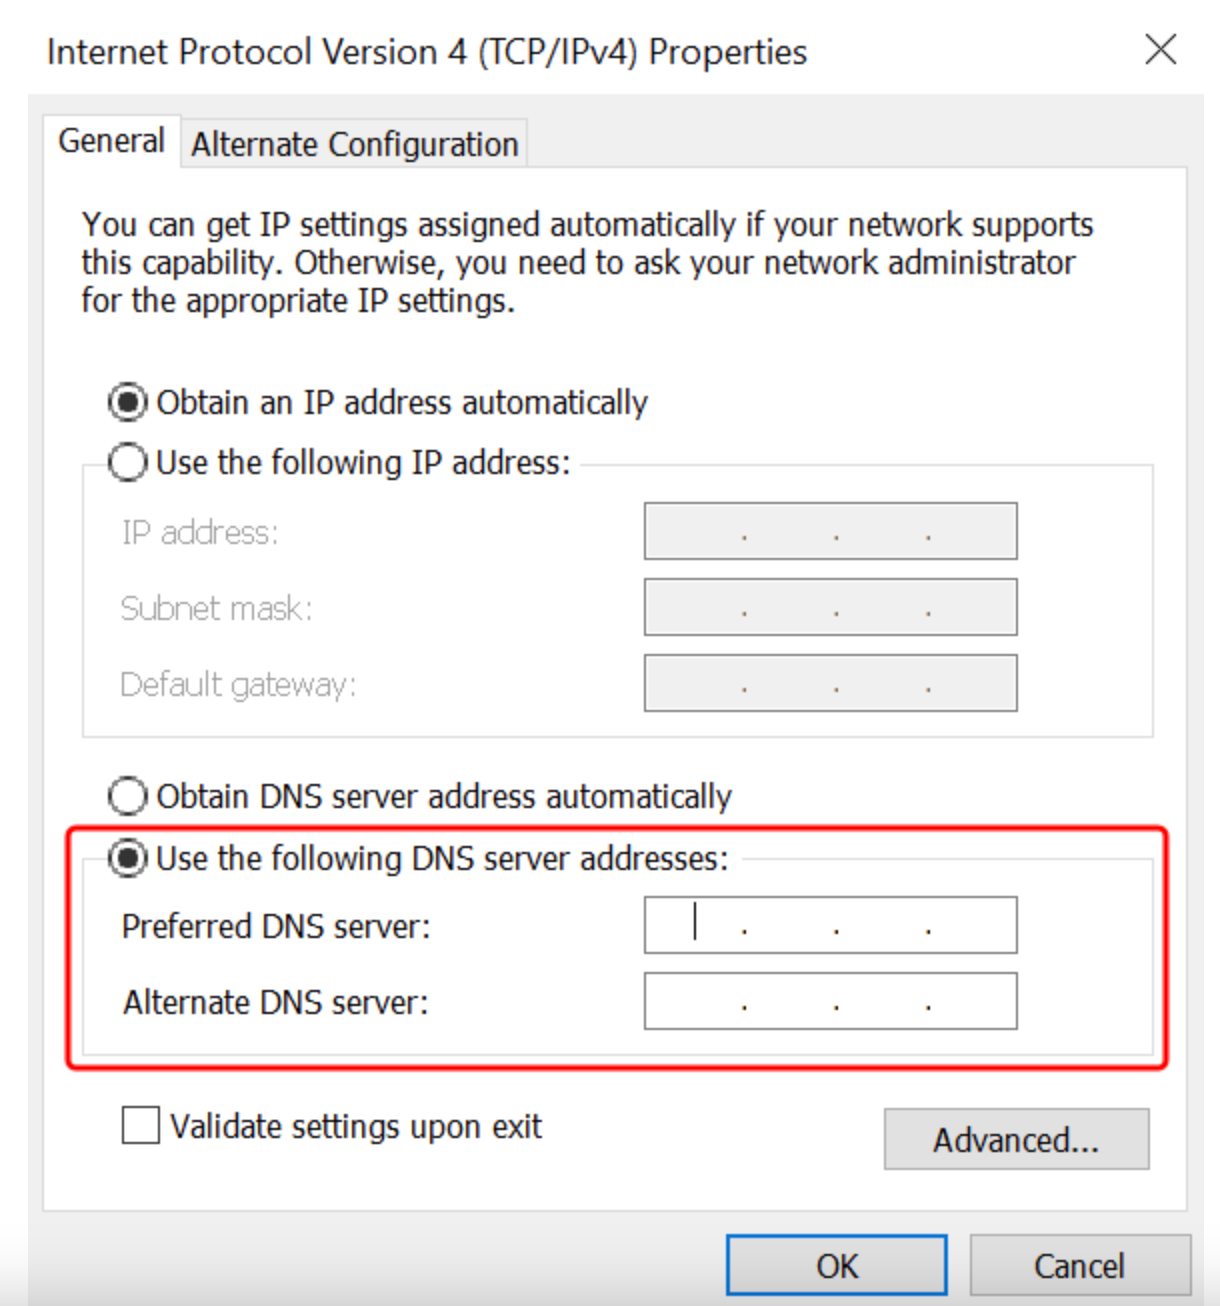 Internet Protocol Version 4 (TCP/IPv4) Properties
General
Alternate Configuration
You can get IP settings assigned automatically if your network supports
this capability. Otherwise, you need to ask your network administrator
for the appropriate IP settings.
Obtain an IP address automatically
Use the following IP address:
IP address:
Subnet mask:
Default gateway:
Obtain DNS server address automatically
Use the following DNS server addresses:
Preferred DNS server:
Alternate DNS server:
Validate settings upon exit
Advanced...
OK
Cancel